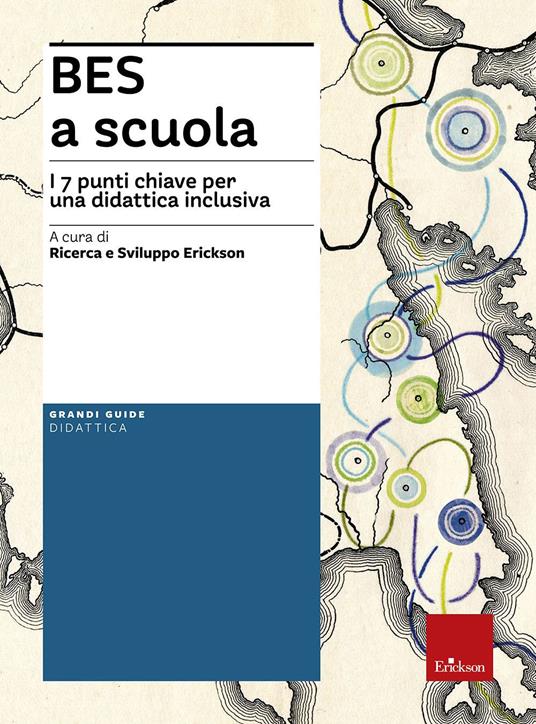 BES
a scuola
I 7 punti chiave per
una didattica inclusiva
A cura di
Ricerca e Sviluppo Erickson
GRANDI GUIDE
DIDATTICA
Erickson